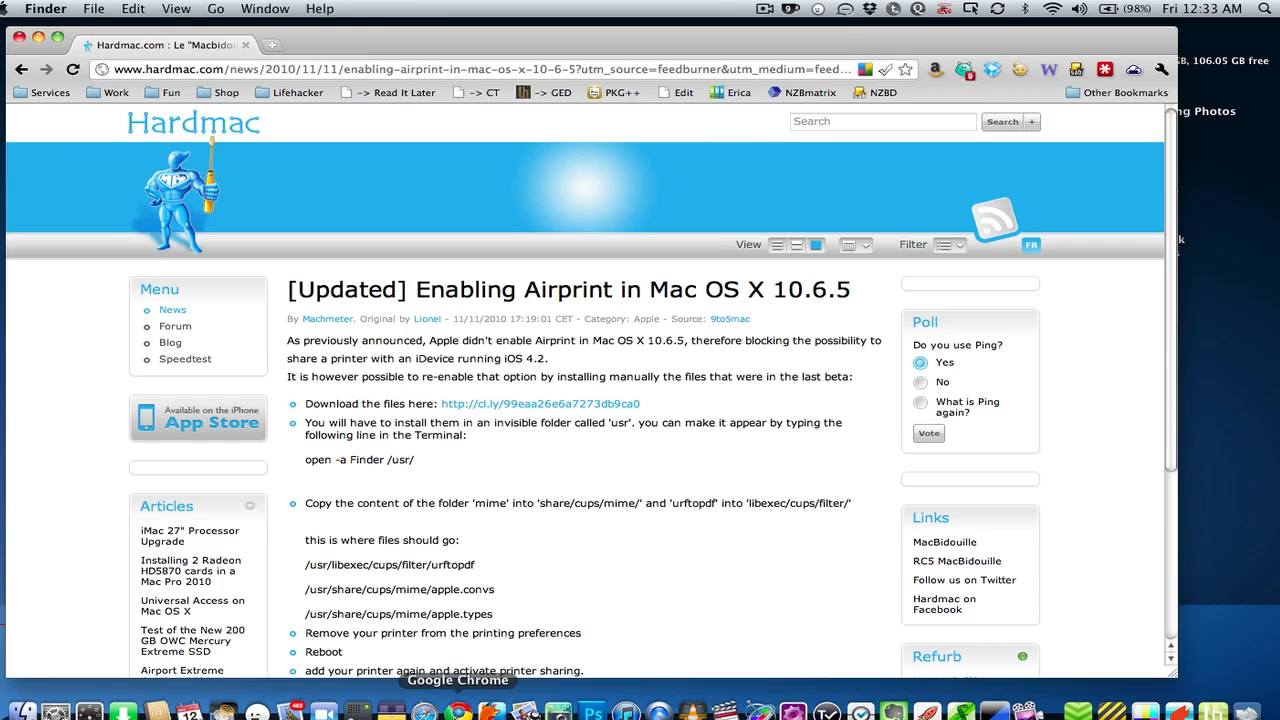 Finder File Edit View Go Window Help
9 (98%) Fri 12:33 AM
Hardmac.com : Le "Macbidou
B, 106.05 GB free
www.hardmac.com/news/2010/11/11/enabling-airprint-in-mac-os-x-10-6-5?utm_source=feedburner&utm_medium=feed...
9
Services Work Fun Shop Lifehacker -> Read It Later -> CT -> GED PKG++ Edit Erica NZBmatrix NZBD Other Bookmarks
ng Photos
Hardmac
Search
Search +
View
Filter
FR
Menu
News
Forum
Blog
Speedtest
Available on the iPhone
App Store
Articles
iMac 27" Processor
Upgrade
Installing 2 Radeon
HD5870 cards in a
Mac Pro 2010
Universal Access on
Mac OS X
Test of the New 200
GB OWC Mercury
Extreme SSD
Airport Extreme
[Updated] Enabling Airprint in Mac OS X 10.6.5
By Machmeter. Original by Lionel - 11/11/2010 17:19:01 CET - Category: Apple - Source: 9to5mac
As previously announced, Apple didn't enable Airprint in Mac OS X 10.6.5, therefore blocking the possibility to
share a printer with an iDevice running iOS 4.2.
It is however possible to re-enable that option by installing manually the files that were in the last beta:
Download the files here: http://cl.ly/99eaa26e6a7273db9ca0
You will have to install them in an invisible folder called 'usr'. you can make it appear by typing the
following line in the Terminal:
open -a Finder /usr/
Copy the content of the folder 'mime' into 'share/cups/mime/' and 'urftopdf' into 'libexec/cups/filter/'
this is where files should go:
/usr/libexec/cups/filter/urftopdf
/usr/share/cups/mime/apple.convs
/usr/share/cups/mime/apple.types
Remove your printer from the printing preferences
Reboot
add your printer again and activate printer sharing.
Poll
Do you use Ping?
Yes
No
What is Ping
again?
Vote
Links
MacBidouille
RC5 MacBidouille
Follow us on Twitter
Hardmac on
Facebook
Refurb
Google Chrome
12
483
Ps